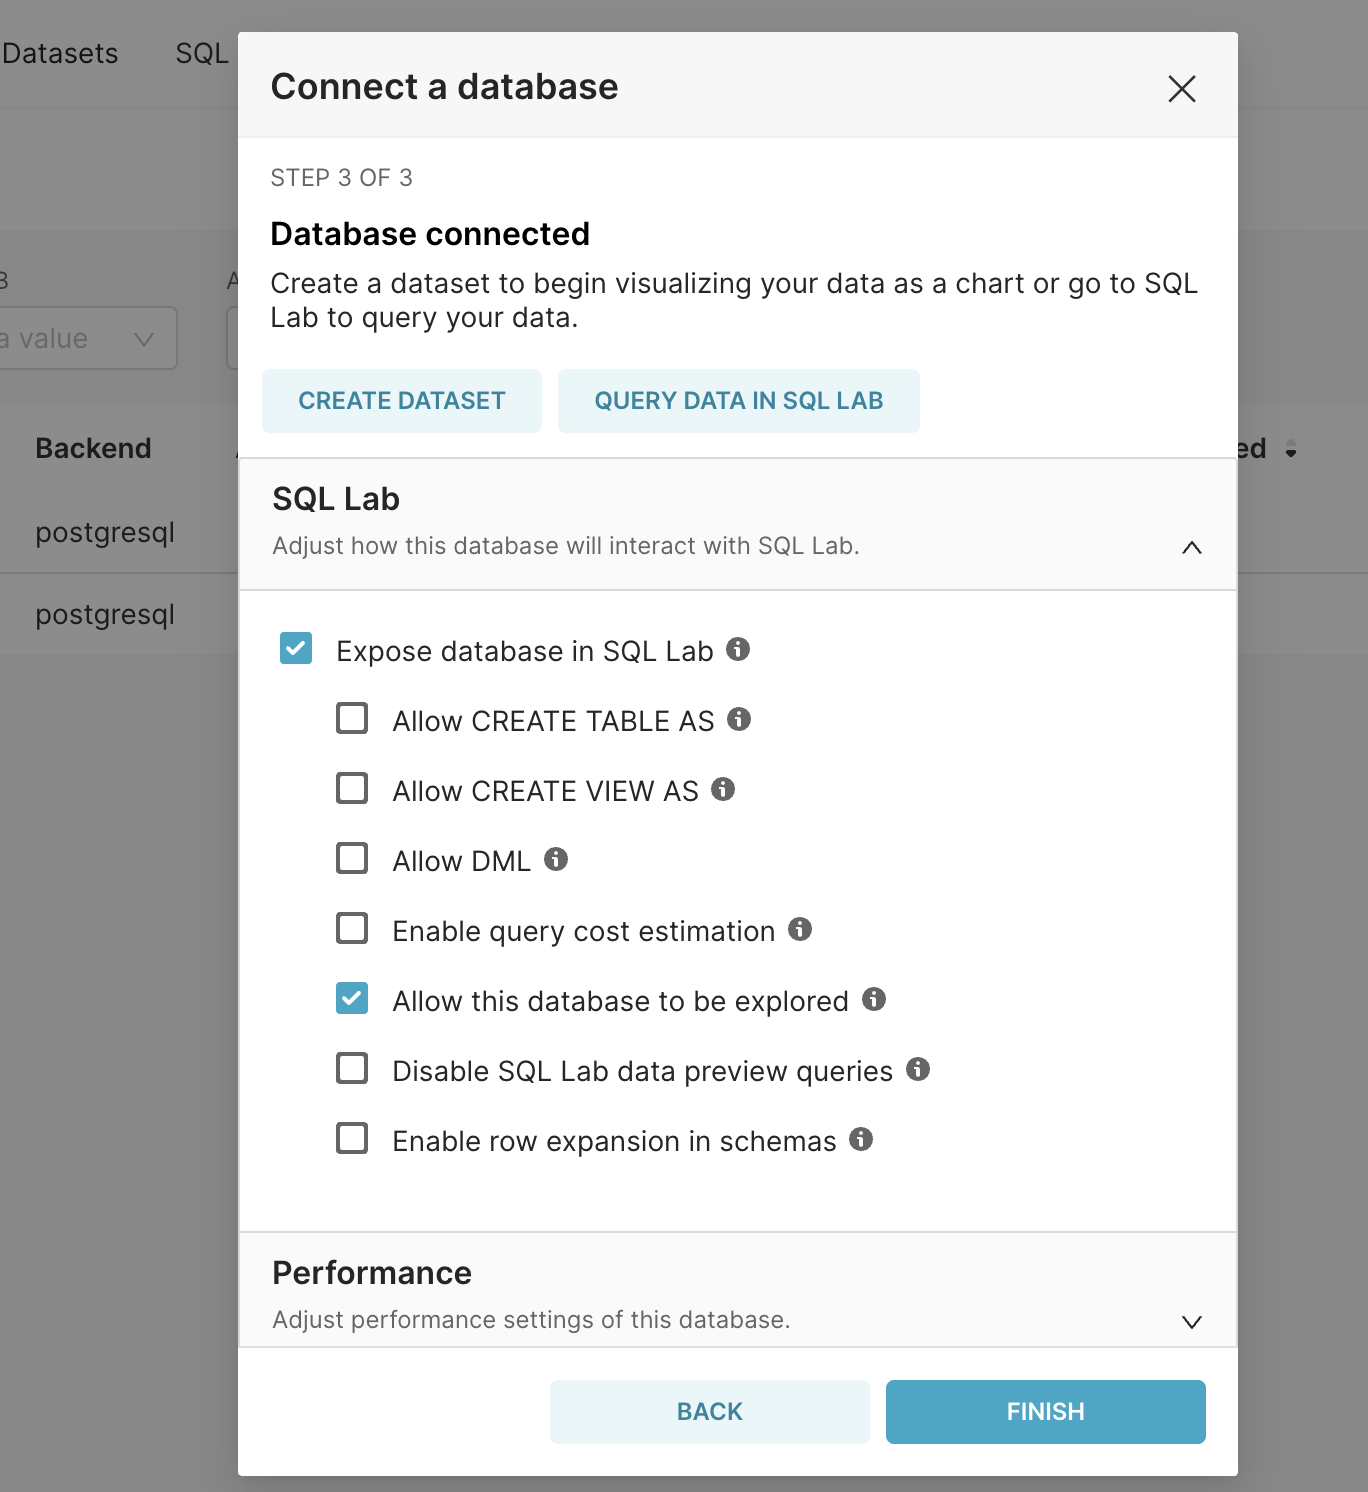 Datasets
SQL
Connect a database
STEP 3 OF 3
Database connected
Create a dataset to begin visualizing your data as a chart or go to SQL
Lab to query your data.
a value
CREATE DATASET
QUERY DATA IN SQL LAB
Backend
ed
postgresql
postgresql
SQL Lab
Adjust how this database will interact with SQL Lab.
Expose database in SQL Lab
Allow CREATE TABLE AS
Allow CREATE VIEW AS
Allow DML
Enable query cost estimation
Allow this database to be explored
Disable SQL Lab data preview queries
Enable row expansion in schemas
Performance
Adjust performance settings of this database.
BACK
FINISH